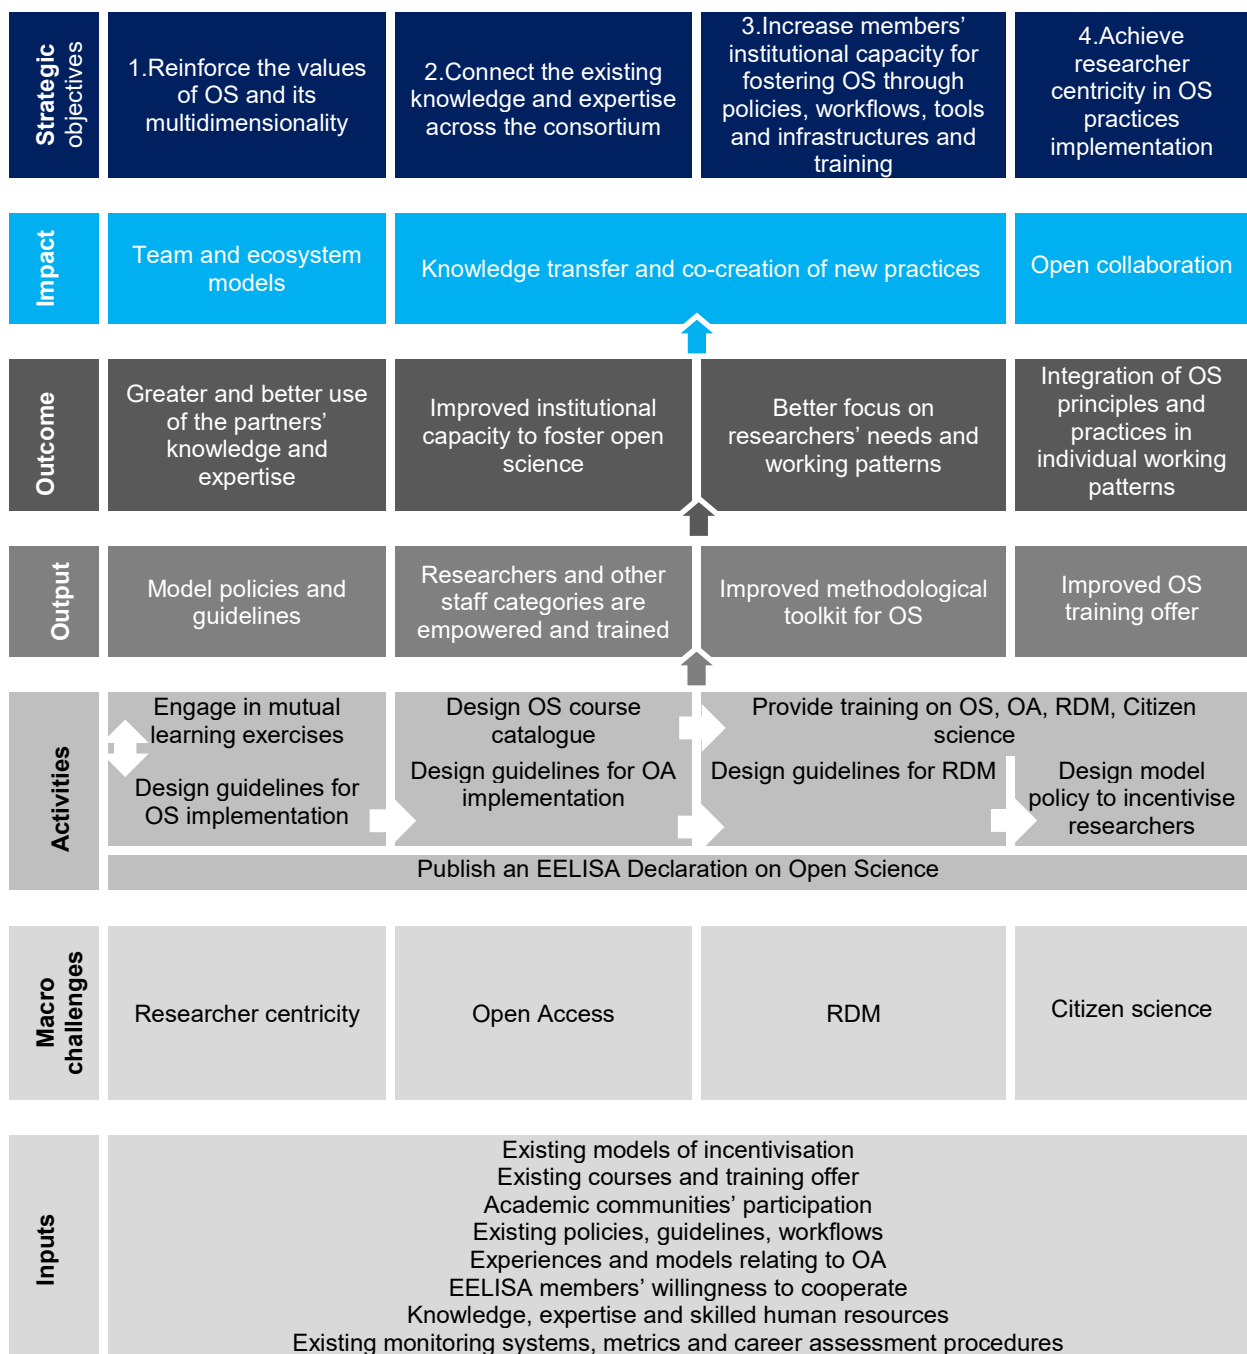 Strategic
objectives
1.Reinforce the values
of OS and its
multidimensionality
2.Connect the existing
knowledge and expertise
across the consortium
3.Increase members’
institutional capacity for
fostering OS through
policies, workflows, tools
and infrastructures and
training
4.Achieve
researcher
centricity in OS
practices
implementation
Impact
Team and ecosystem
models
Knowledge transfer and co-creation of new practices
Open collaboration
Outcome
Greater and better use
of the partners’
knowledge and
expertise
Improved institutional
capacity to foster open
science
Better focus on
researchers’ needs and
working patterns
Integration of OS
principles and
practices in
individual working
patterns
Output
Model policies and
guidelines
Researchers and other
staff categories are
empowered and trained
Improved methodological
toolkit for OS
Improved OS
training offer
Activities
Engage in mutual
learning exercises
Design OS course
catalogue
Provide training on OS, OA, RDM, Citizen
science
Design guidelines for
OS implementation
Design guidelines for OA
implementation
Design guidelines for RDM
Design model
policy to incentivise
researchers
Publish an EELISA Declaration on Open Science
Macro
challenges
Researcher centricity
Open Access
RDM
Citizen science
Inputs
Existing models of incentivisation
Existing courses and training offer
Academic communities’ participation
Existing policies, guidelines, workflows
Experiences and models relating to OA
EELISA members’ willingness to cooperate
Knowledge, expertise and skilled human resources
Existing monitoring systems, metrics and career assessment procedures